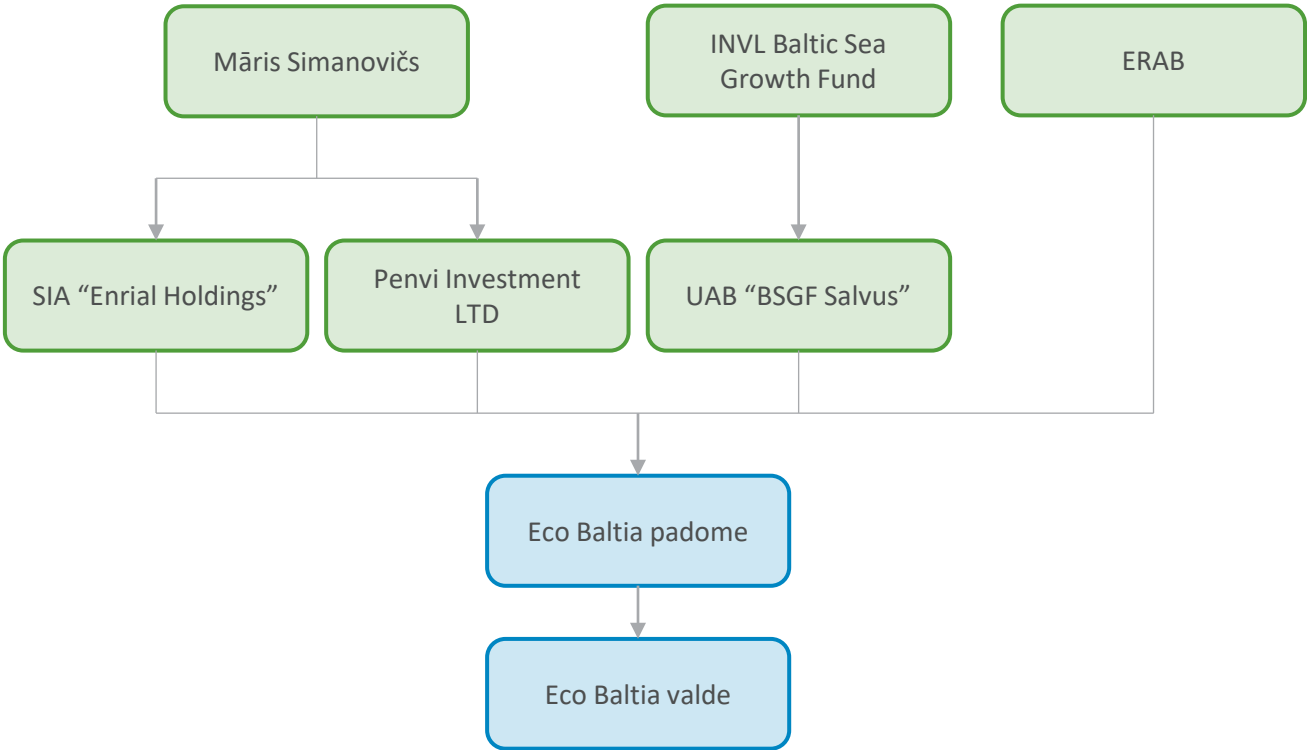 Māris Simanovičs
INVL Baltic Sea
Growth Fund
ERAB
SIA “Enrial Holdings”
Penvi Investment
LTD
UAB “BSGF Salvus”
Eco Baltia padome
Eco Baltia valde